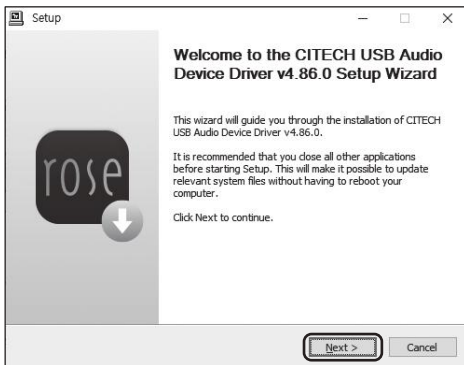 Setup
Welcome to the CITECH USB Audio
Device Driver v4.86.0 Setup Wizard
This wizard will guide you through the installation of CITECH
USB Audio Device Driver v4.86.0.
It is recommended that you close all other applications
before starting Setup. This will make it possible to update
relevant system files without having to reboot your
computer.
Click Next to continue.
rose
Next >
Cancel